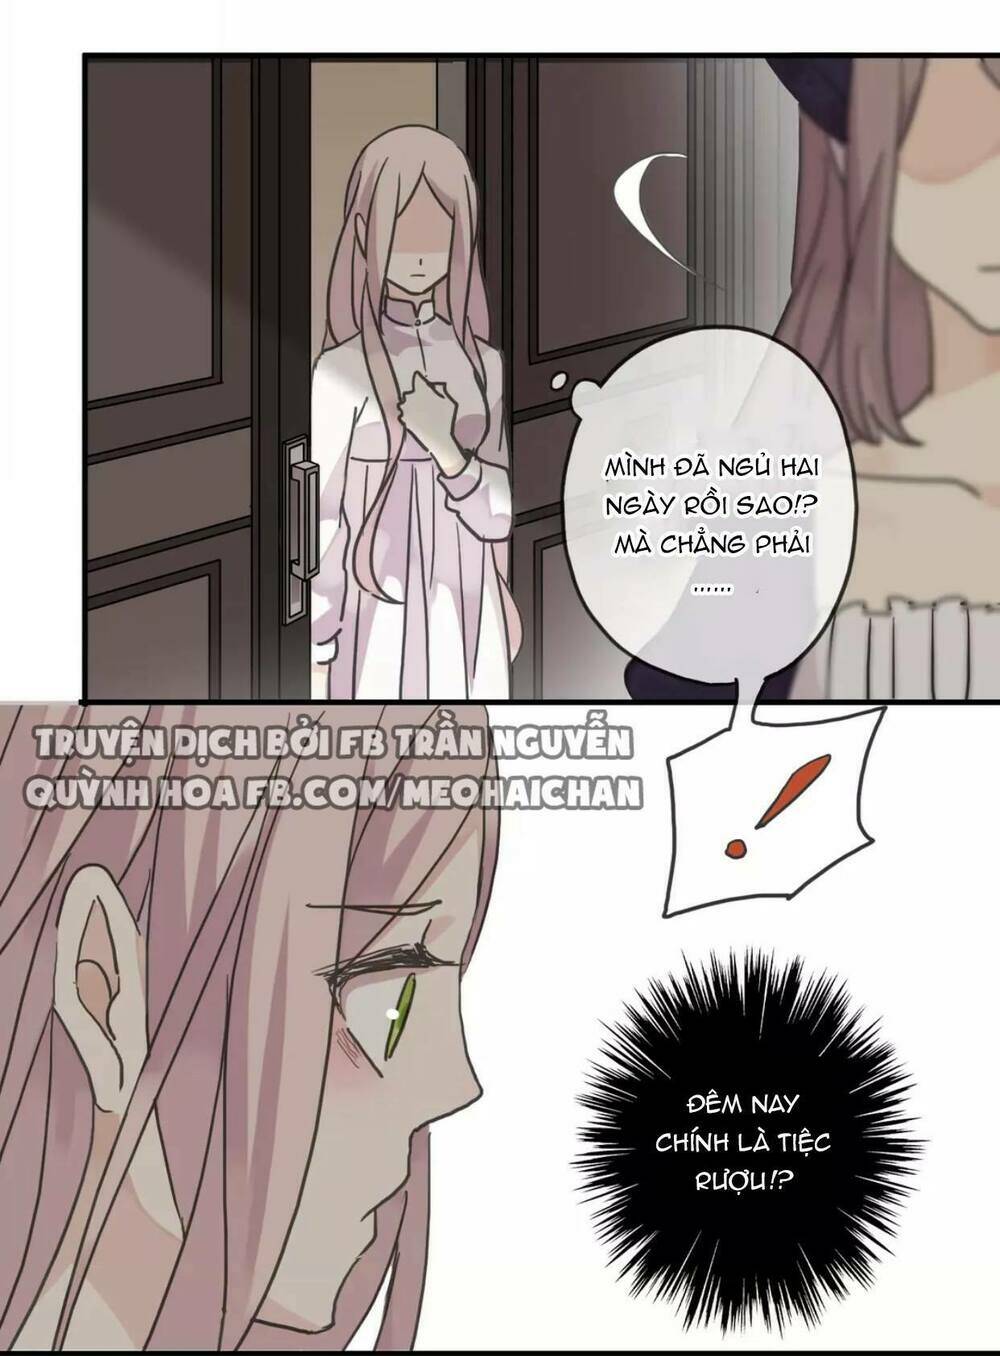 MÌNH ĐÃ NGỦ HAI
NGÀY RỒI SAO!?
MÀ CHẲNG PHẢI
......
TRUYỆN DỊCH BỞI FB TRẦN NGUYỄN
QUỲNH HOA FB.COM/MEOHAICHAN
!
ĐÊM NAY
CHÍNH LÀ TIỆC
RƯỢU!?